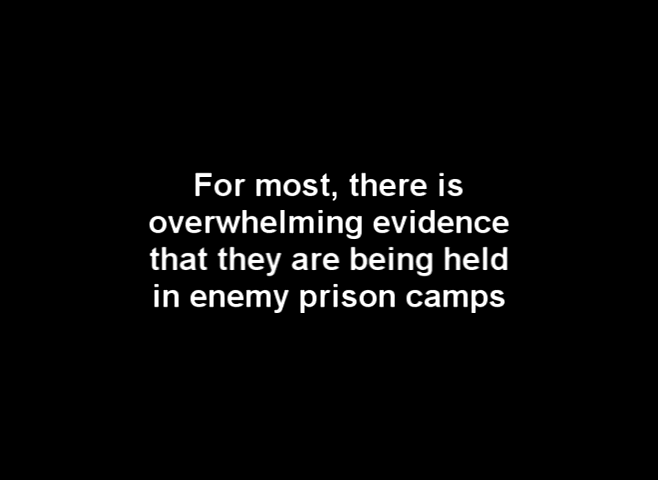 For most, there is
overwhelming evidence
that they are being held
in enemy prison camps